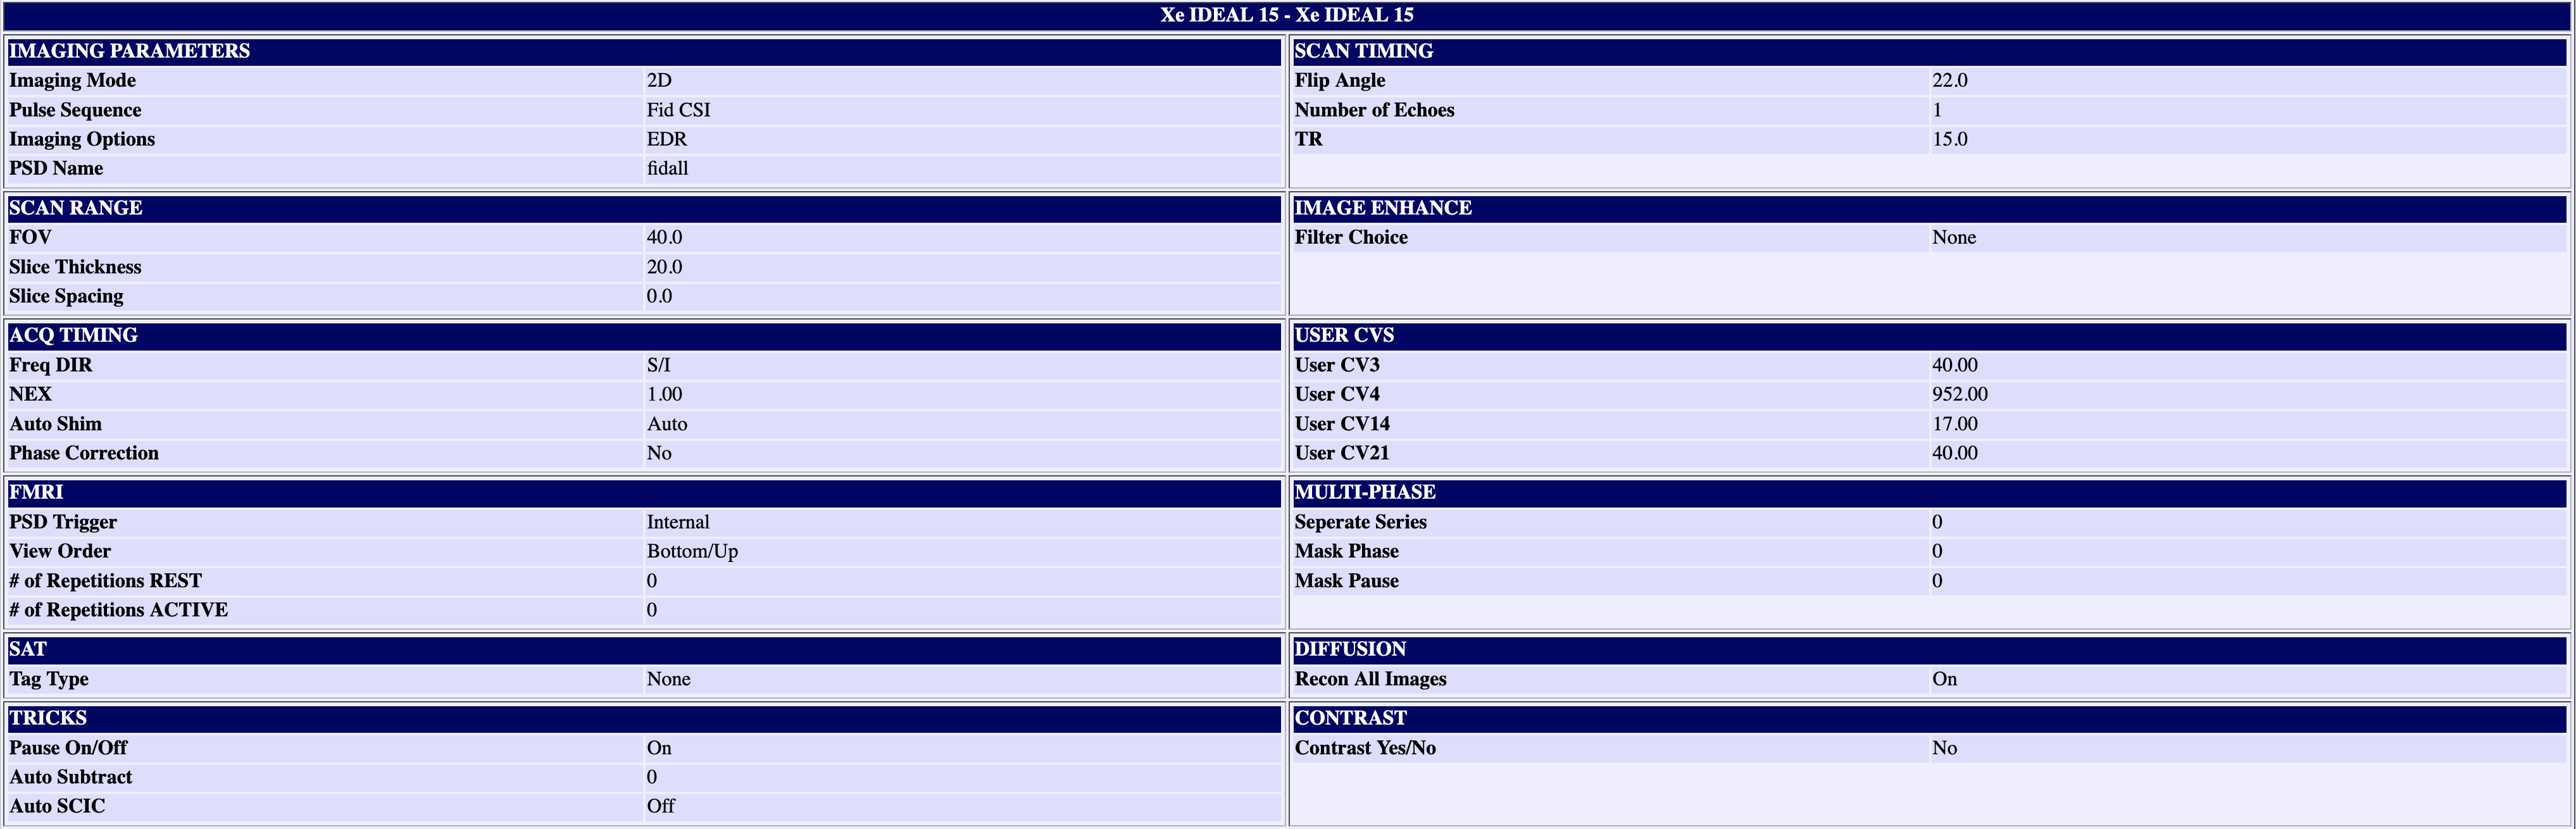 Xe IDEAL 15 - Xe IDEAL 15
IMAGING PARAMETERS
Imaging Mode 2D
Pulse Sequence Fid CSI
Imaging Options EDR
PSD Name fidall
SCAN TIMING
Flip Angle 22.0
Number of Echoes 1
TR 15.0
SCAN RANGE
FOV 40.0
Slice Thickness 20.0
Slice Spacing 0.0
IMAGE ENHANCE
Filter Choice None
ACQ TIMING
Freq DIR S/I
NEX 1.00
Auto Shim Auto
Phase Correction No
USER CVS
User CV3 40.00
User CV4 952.00
User CV14 17.00
User CV21 40.00
FMRI
PSD Trigger Internal
View Order Bottom/Up
# of Repetitions REST 0
# of Repetitions ACTIVE 0
MULTI-PHASE
Seperate Series 0
Mask Phase 0
Mask Pause 0
SAT
Tag Type None
DIFFUSION
Recon All Images On
TRICKS
Pause On/Off On
Auto Subtract 0
Auto SCIC Off
CONTRAST
Contrast Yes/No No